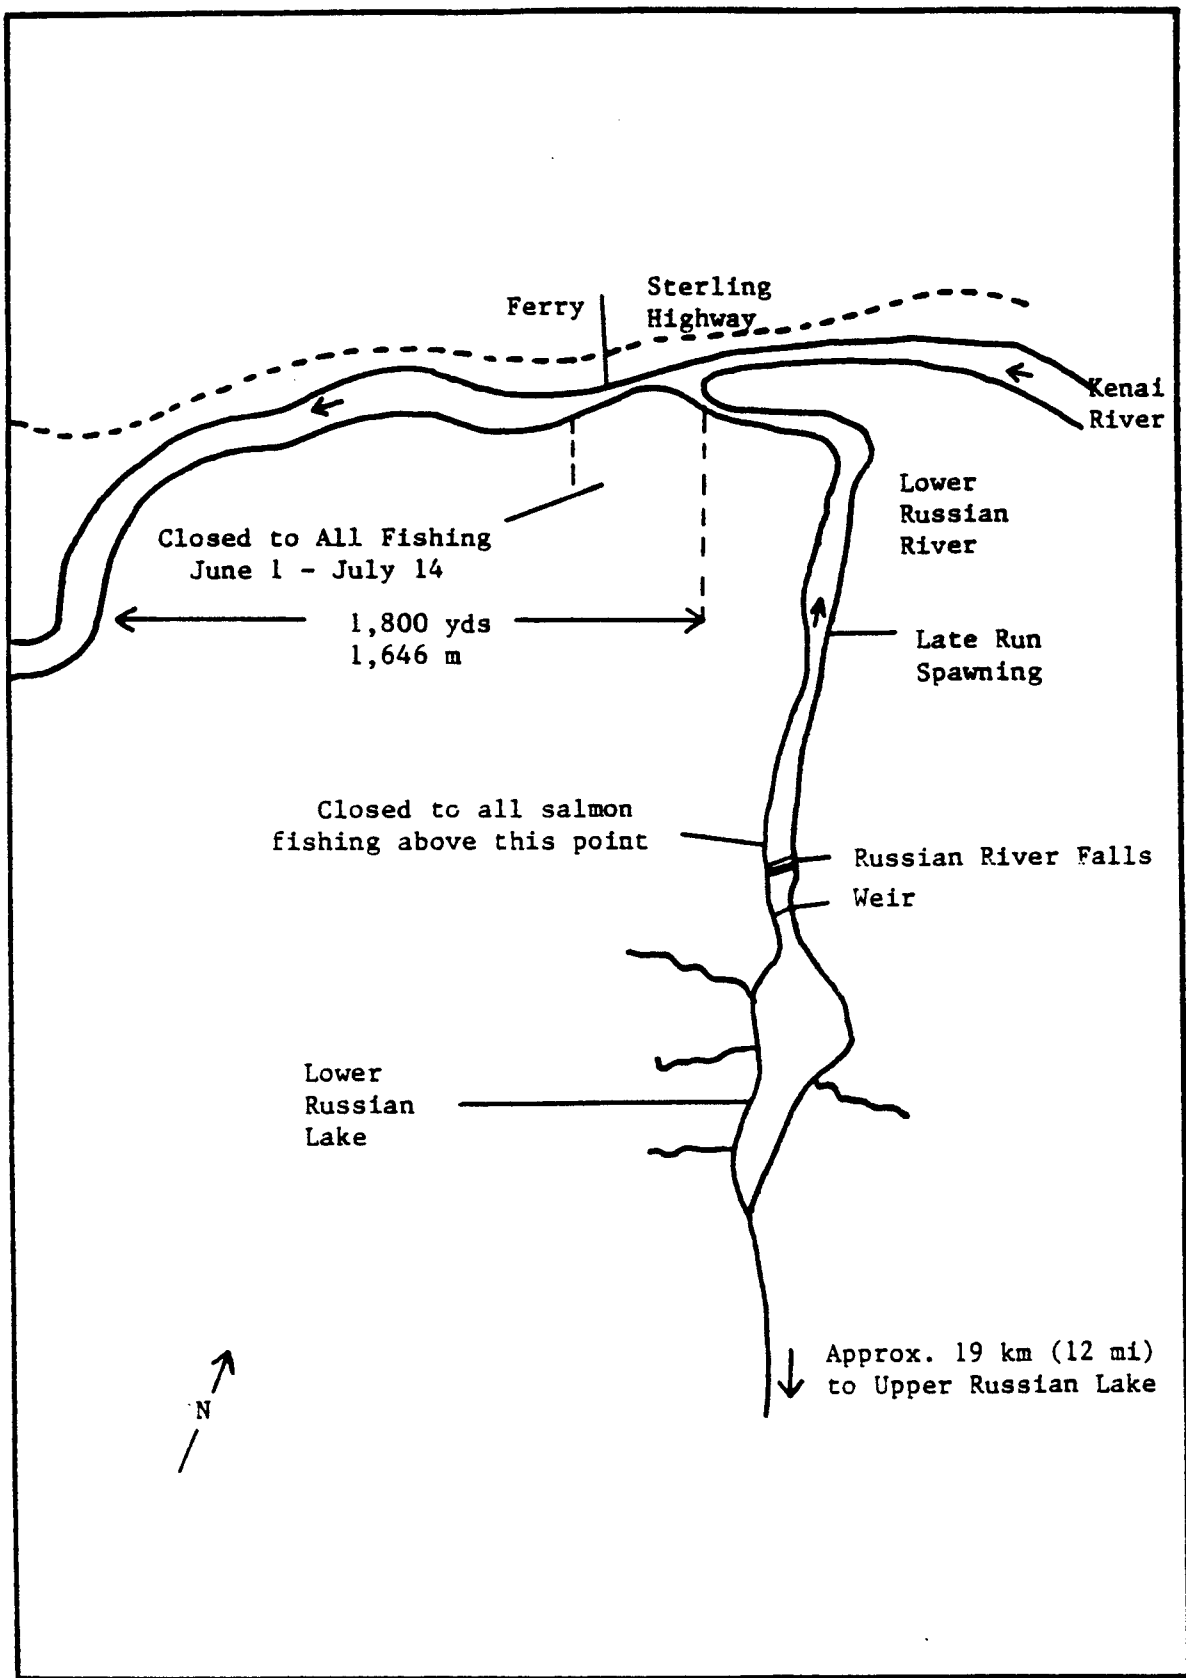 Ferry
Sterling
Highway
Kenai
River
Lower
Russian
River
Closed to All Fishing
June 1 - July 14
1,800 yds
1,646 m
Late Run
Spawning
Closed to all salmon
fishing above this point
Russian River Falls
Weir
Lower
Russian
Lake
Approx. 19 km (12 mi)
to Upper Russian Lake
N